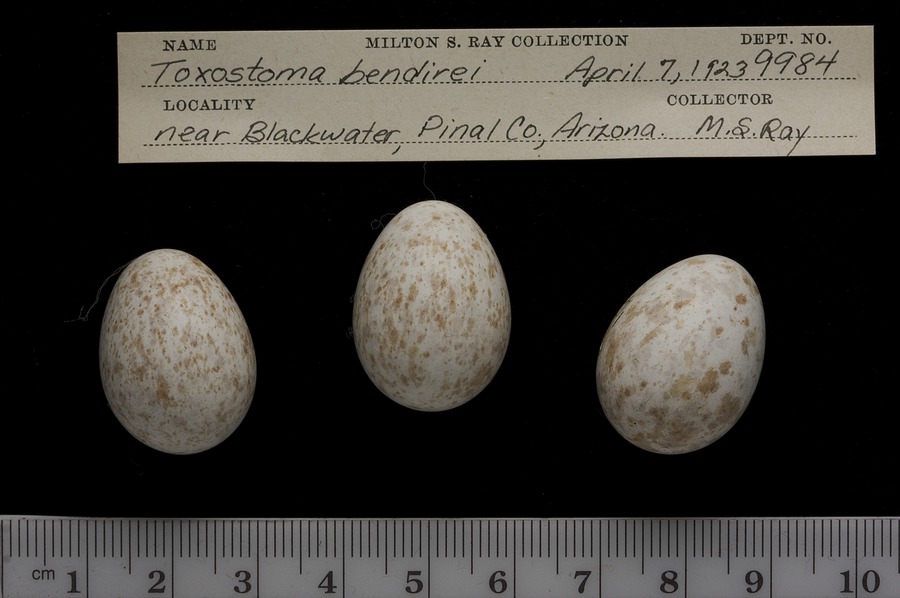 NAME MILTON S. RAY COLLECTION DEPT. NO.
Toxostoma bendirei April 7, 1923 9984
LOCALITY COLLECTOR
near Blackwater, Pinal Co., Arizona. M.S. Ray
cm 1 2 3 4 5 6 7 8 9 10